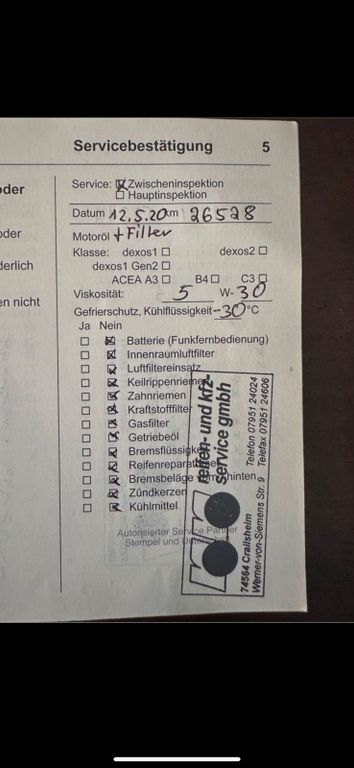 oder
oder
derlich
en nicht
Servicebestätigung 5
Service: Zwischeninspektion
Hauptinspektion
Datum 12.5.20 km 26528
Motoröl + Filter
Klasse: dexos1 dexos2
dexos1 Gen2
ACEA A3 B4 C3
Viskosität: 5 W- 30
Gefrierschutz, Kühlflüssigkeit -30 °C
Ja Nein
Batterie (Funkfernbedienung)
Innenraumluftfilter
Luftfiltereinsatz
Keilrippenriemen
Zahnriemen
Kraftstofffilter
Gasfilter
Getriebeöl
Bremsflüssigkeit
Reifenreparatur
Bremsbeläge hinten
Zündkerzen
Kühlmittel
Autorisierter Service Partner
Stempel und
reifen- und kfz-
service gmbh
74564 Crailsheim Telefon 07951 24024
Werner-von-Siemens Str. 9 Telefax 07951 24606